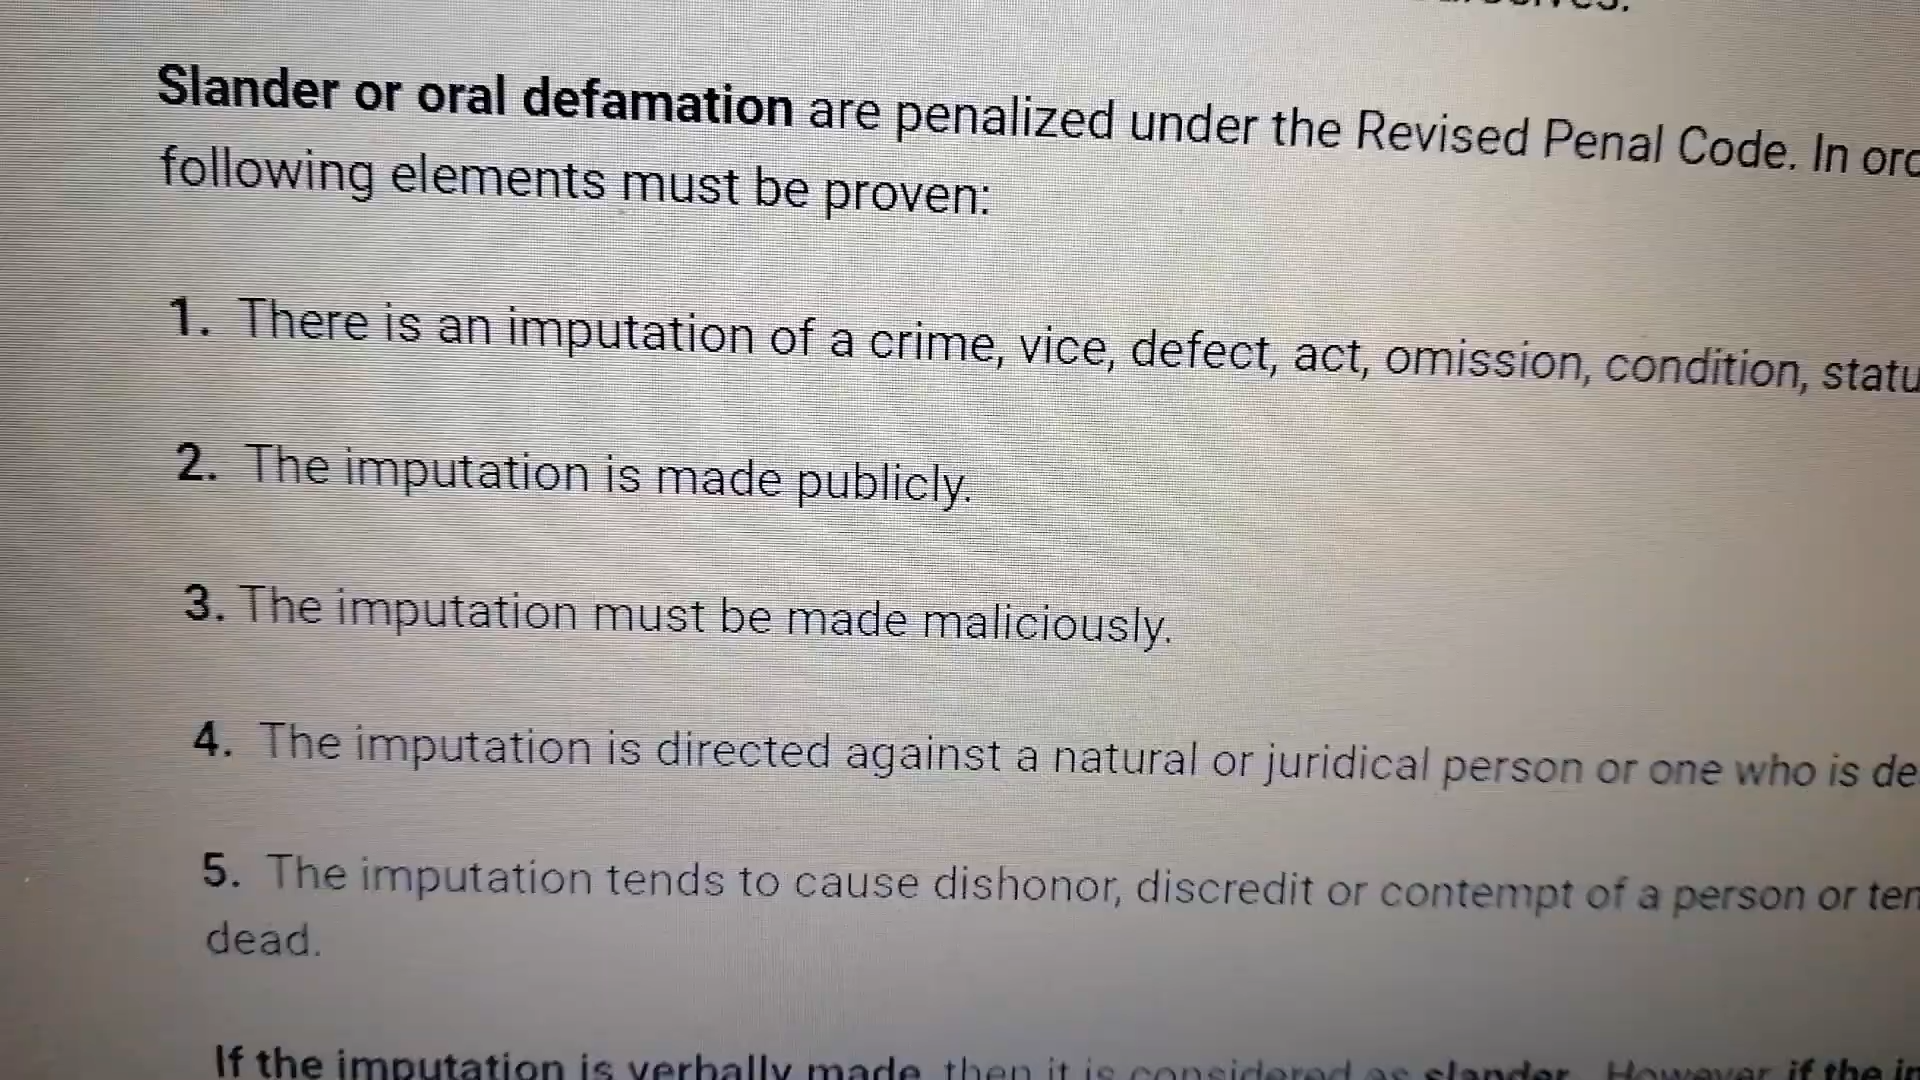 Slander or oral defamation are penalized under the Revised Penal Code. In
following elements must be proven:
1. There is an imputation of a crime, vice, defect, act, omission, condition,
2. The imputation is made publicly.
3. The imputation must be made maliciously.
4. The imputation is directed against a natural or juridical person or one who is
5. The imputation tends to cause dishonor, discredit or contempt of a person or
dead.
If the imputation is verbally made, then it is considered as slander. However, if the